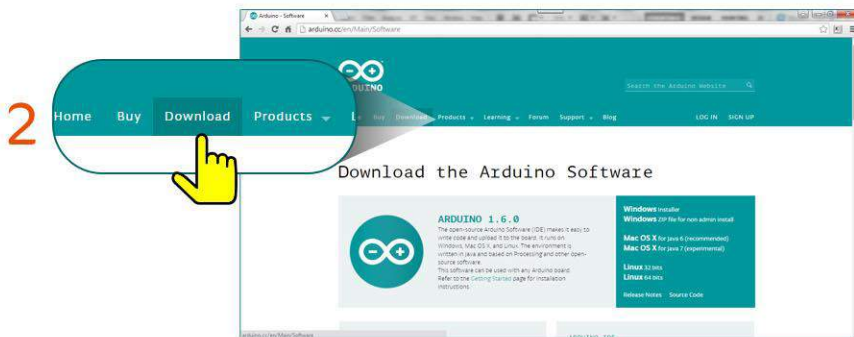 Arduino - Software
arduino.cc/en/Main/Software
ARDUINO
Search the Arduino Website
2
Home Buy Download Products
Buy Download Products Learning Forum Support Blog LOG IN SIGN UP
Download the Arduino Software
ARDUINO 1.6.0
The open-source Arduino Software (IDE) makes it easy to
write code and upload it to the board. It runs on
Windows, Mac OS X, and Linux. The environment is
written in Java and based on Processing and other open-
source software.
This software can be used with any Arduino board.
Refer to the Getting Started page for installation
instructions.
Windows Installer
Windows ZIP file for non admin install
Mac OS X for Java 6 (recommended)
Mac OS X for Java 7 (experimental)
Linux 32 bits
Linux 64 bits
Release Notes Source Code
arduino.cc/en/Main/Software